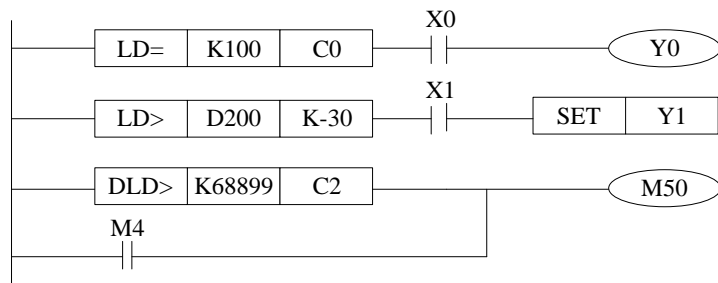 X0
LD= K100 C0 Y0
X1
LD> D200 K-30 SET Y1
DLD> K68899 C2 M50
M4